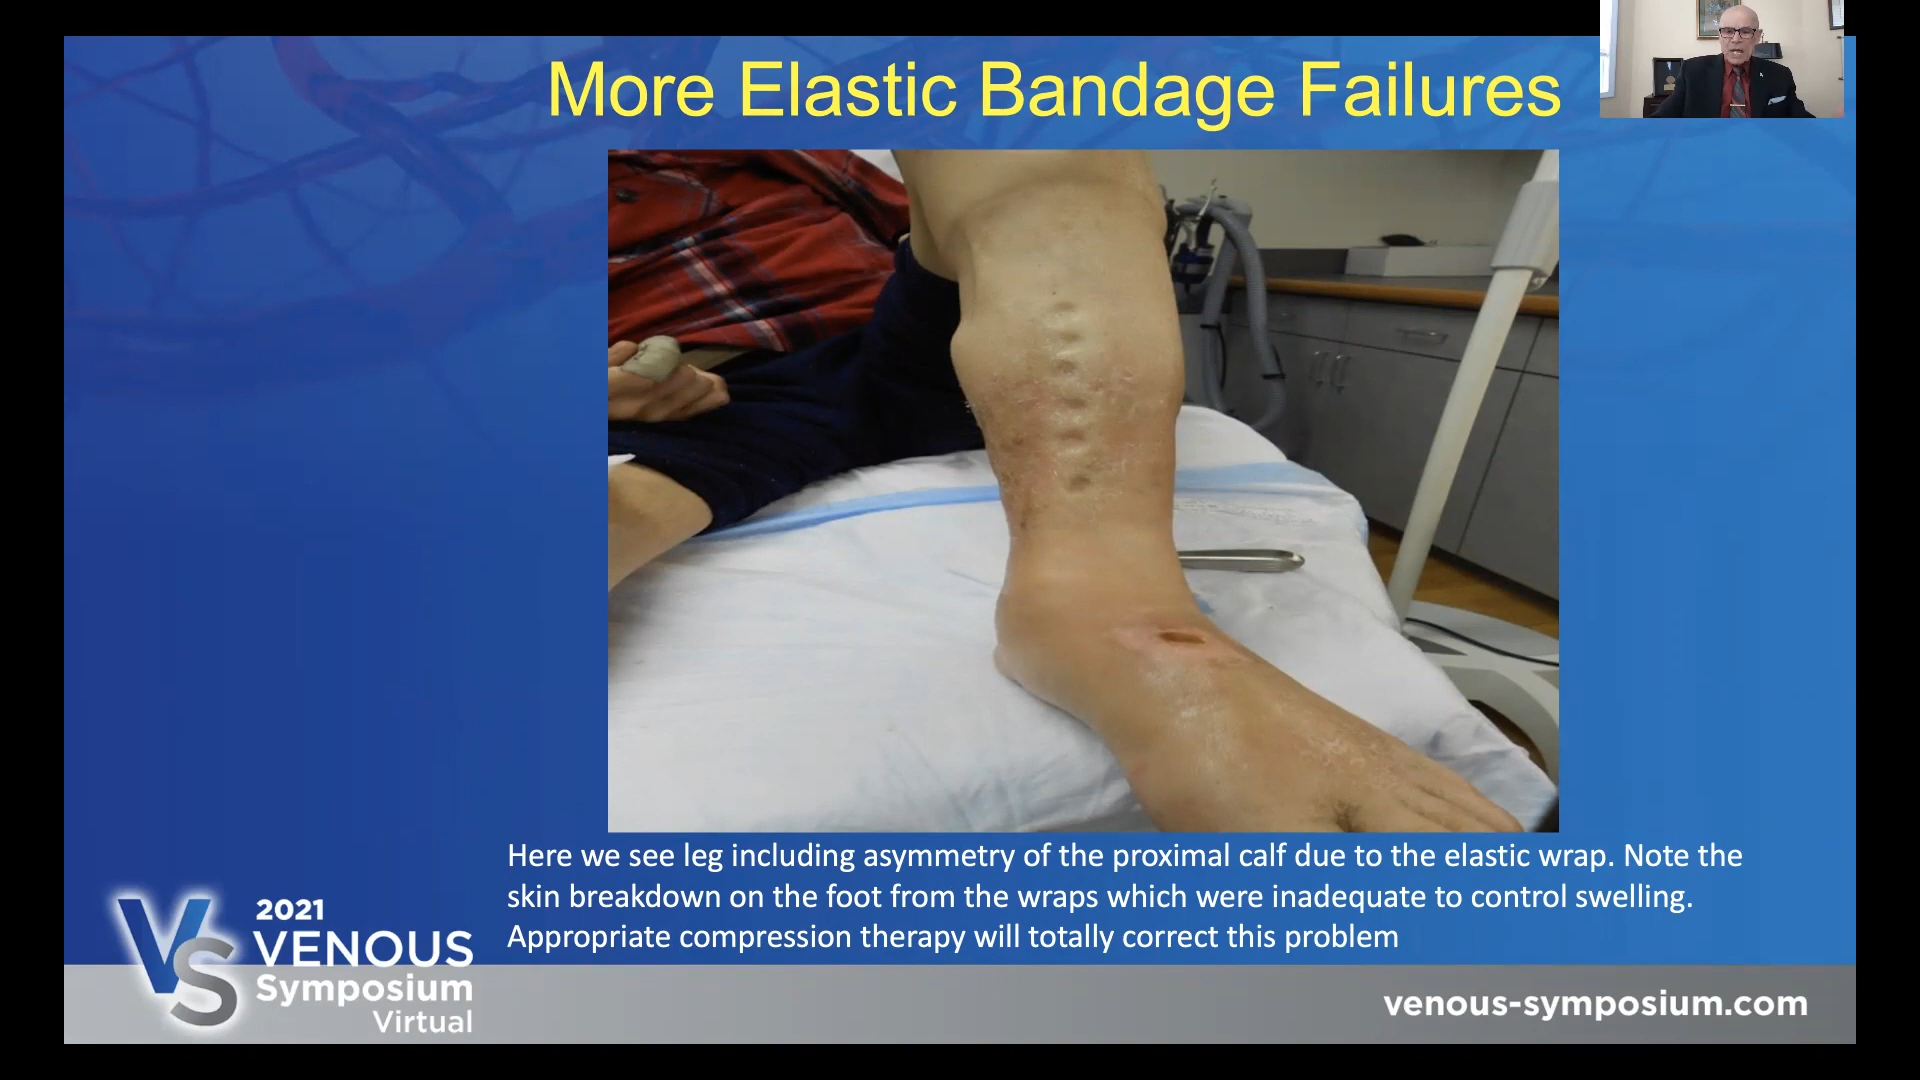 More Elastic Bandage Failures
Here we see leg including asymmetry of the proximal calf due to the elastic wrap. Note the
skin breakdown on the foot from the wraps which were inadequate to control swelling.
Appropriate compression therapy will totally correct this problem
VS
2021
VENOUS
Symposium
Virtual
venous-symposium.com